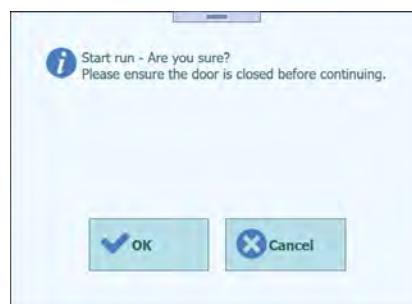 Start run - Are you sure?
Please ensure the door is closed before continuing.
OK
Cancel